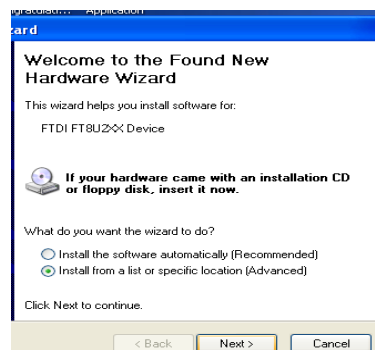 Application
zard
Welcome to the Found New
Hardware Wizard
This wizard helps you install software for:
FTDI FT8U2XX Device
If your hardware came with an installation CD
or floppy disk, insert it now.
What do you want the wizard to do?
Install the software automatically (Recommended)
Install from a list or specific location (Advanced)
Click Next to continue.
< Back Next > Cancel